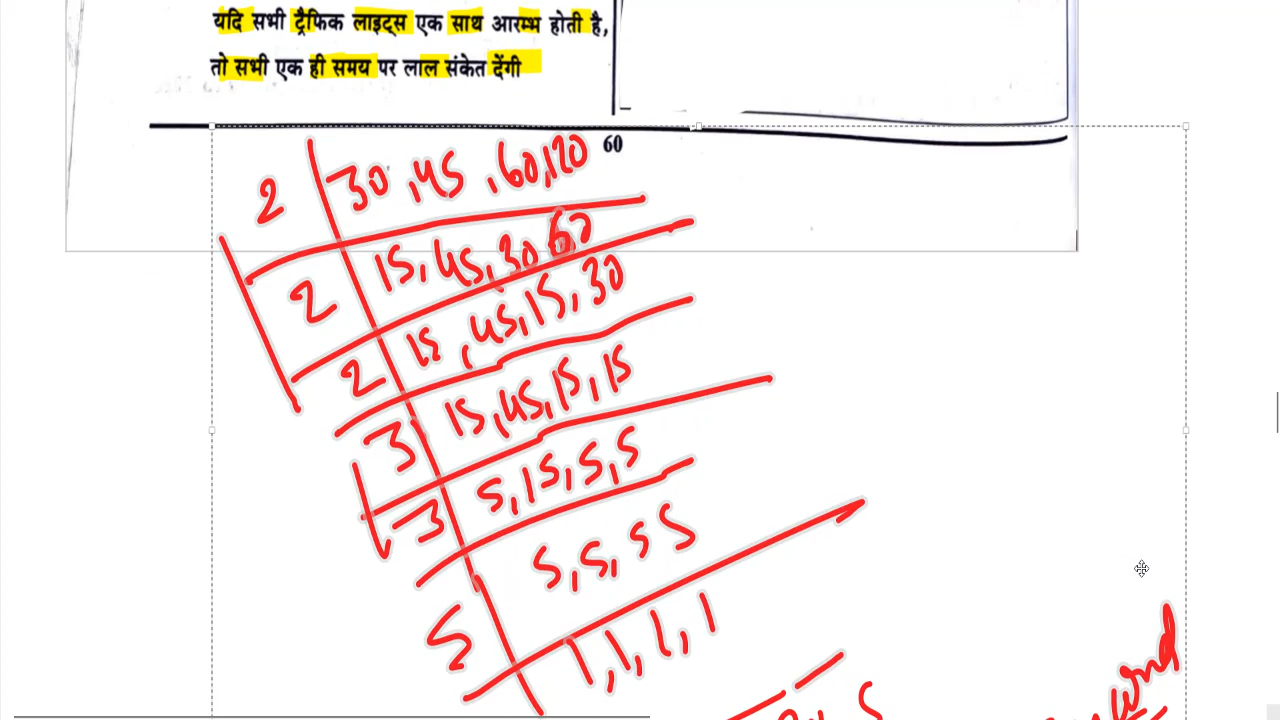 यदि सभी ट्रैफिक लाइट्स एक साथ आरम्भ होती है,
तो सभी एक ही समय पर लाल संकेत देंगी
60
2 30, 45, 60, 120
2 15, 45, 30 60
2 15, 45, 15, 30
3 15, 45, 15, 15
3 5, 15, 5, 5
5 5, 5, 5 5
1, 1, 1, 1